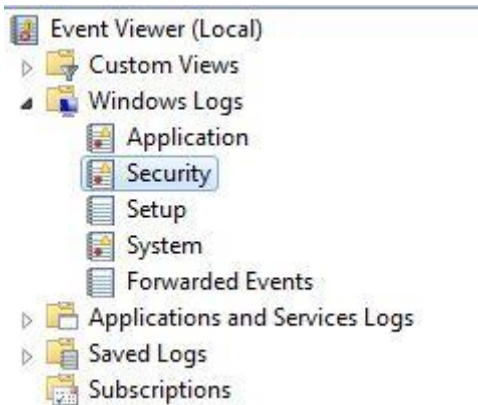 Event Viewer (Local)
Custom Views
Windows Logs
Application
Security
Setup
System
Forwarded Events
Applications and Services Logs
Saved Logs
Subscriptions